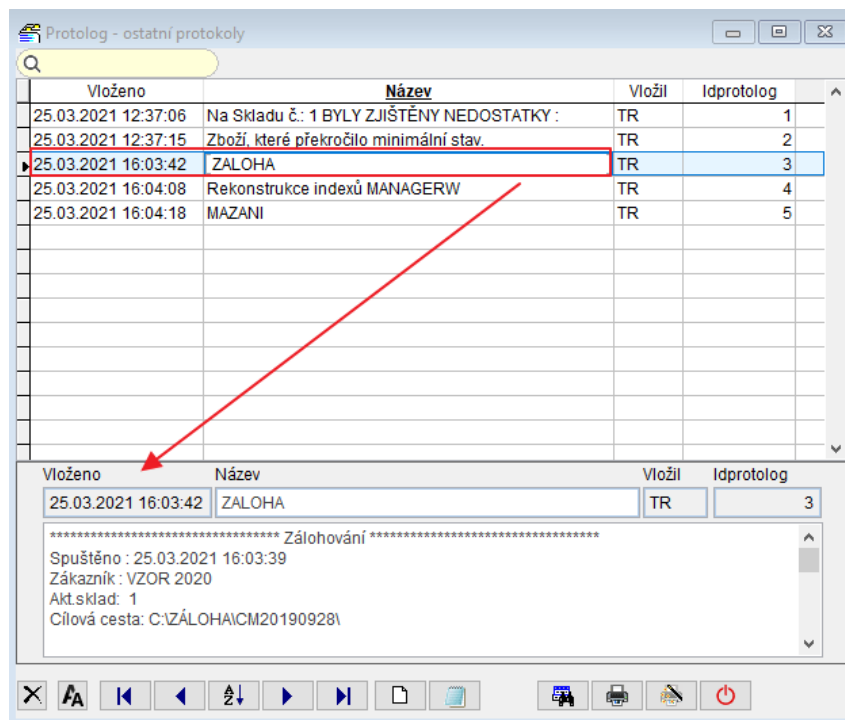 Protolog - ostatní protokoly
Vloženo Název Vložil Idprotolog
25.03.2021 12:37:06 Na Skladu č.: 1 BYLY ZJIŠTĚNY NEDOSTATKY : TR 1
25.03.2021 12:37:15 Zboží, které překročilo minimální stav. TR 2
25.03.2021 16:03:42 ZALOHA TR 3
25.03.2021 16:04:08 Rekonstrukce indexů MANAGERW TR 4
25.03.2021 16:04:18 MAZANI TR 5
Vloženo Název Vložil Idprotolog
25.03.2021 16:03:42 ZALOHA TR 3
********************************** Zálohování **********************************
Spuštěno : 25.03.2021 16:03:39
Zákazník : VZOR 2020
Akt.sklad: 1
Cílová cesta: C:\ZÁLOHA\CM20190928\